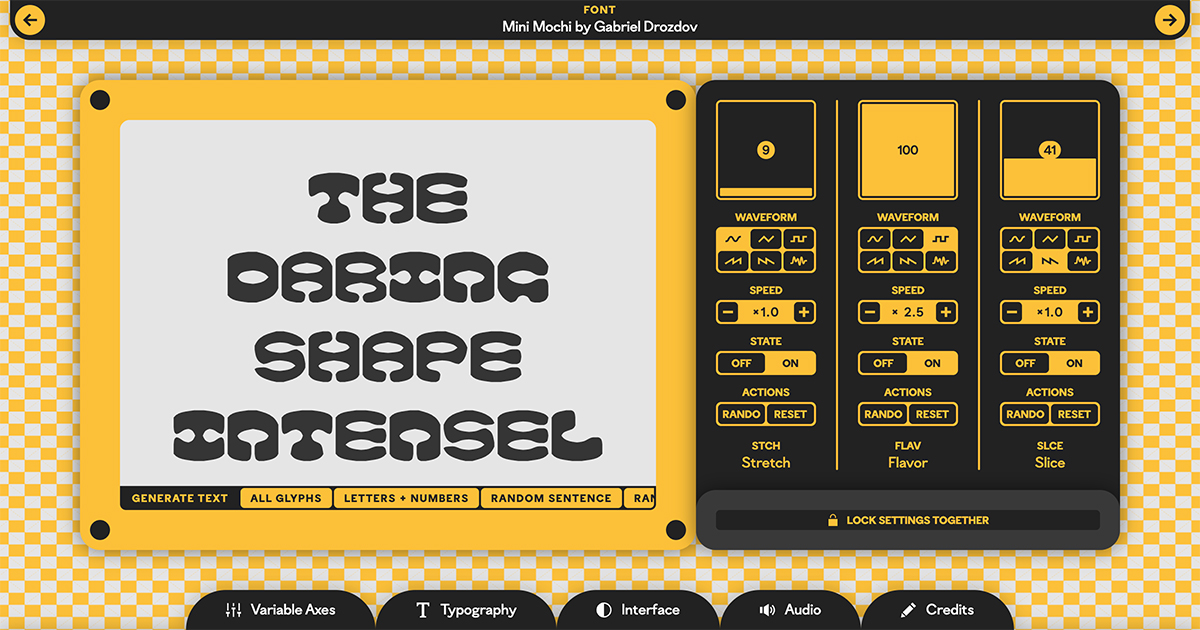 FONT
Mini Mochi by Gabriel Drozdov
THE
DARING
SHAPE
INTENSEL
GENERATE TEXT ALL GLYPHS LETTERS + NUMBERS RANDOM SENTENCE RAN
9
WAVEFORM
SPEED
×1.0
STATE
OFF ON
ACTIONS
RANDO RESET
STCH
Stretch
100
WAVEFORM
SPEED
× 2.5
STATE
OFF ON
ACTIONS
RANDO RESET
FLAV
Flavor
41
WAVEFORM
SPEED
×1.0
STATE
OFF ON
ACTIONS
RANDO RESET
SLCE
Slice
LOCK SETTINGS TOGETHER
Variable Axes Typography Interface Audio Credits